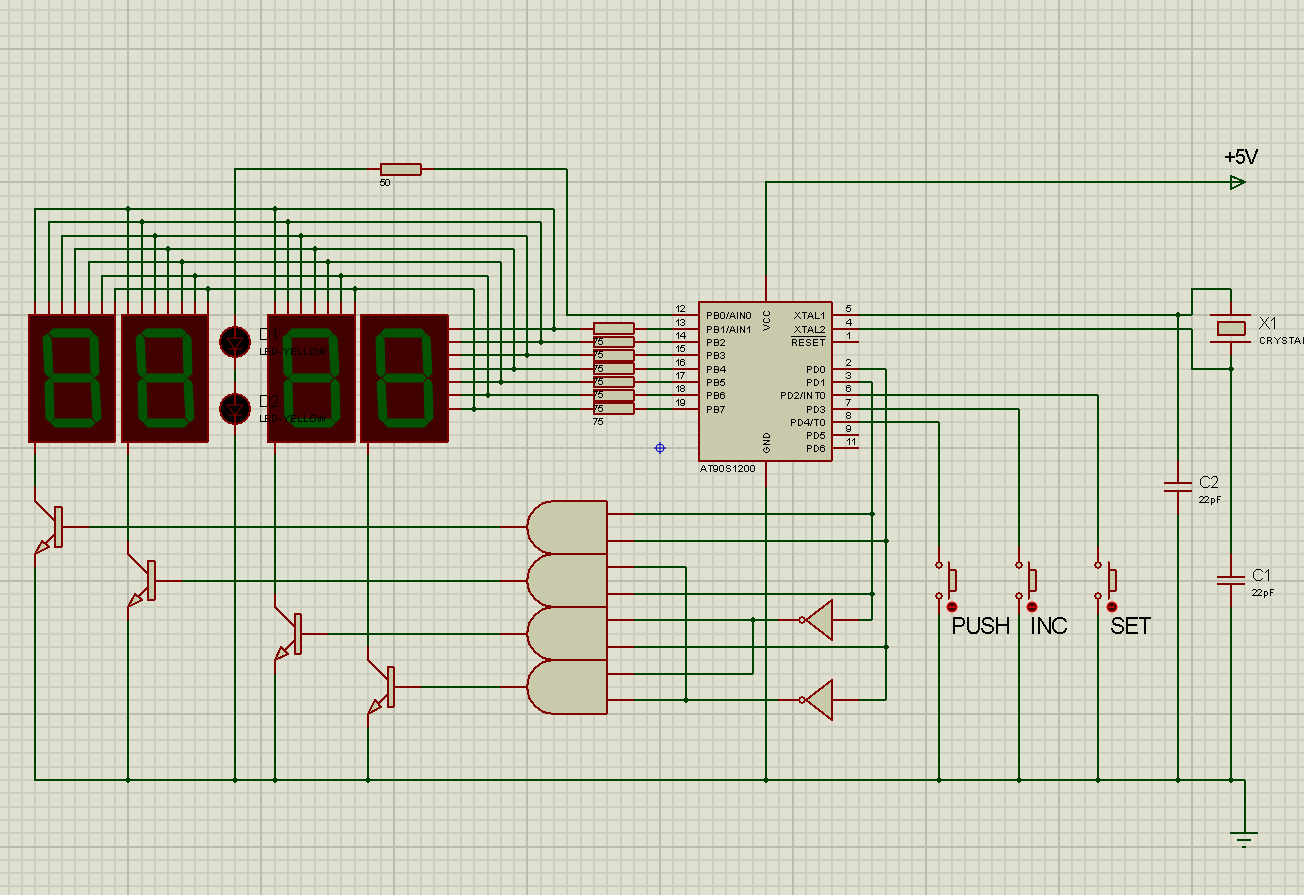 +5V
50
12
13
14
15
16
17
18
19
PB0/AIN0
PB1/AIN1
PB2
PB3
PB4
PB5
PB6
PB7
VCC
GND
XTAL1
XTAL2
RESET
PD0
PD1
PD2/INT0
PD3
PD4/T0
PD5
PD6
5
4
1
2
3
6
7
8
9
11
AT90S1200
75
75
75
75
75
75
75
LED-YELLOW
LED-YELLOW
X1
CRYSTA
C2
22pF
C1
22pF
PUSH
INC
SET